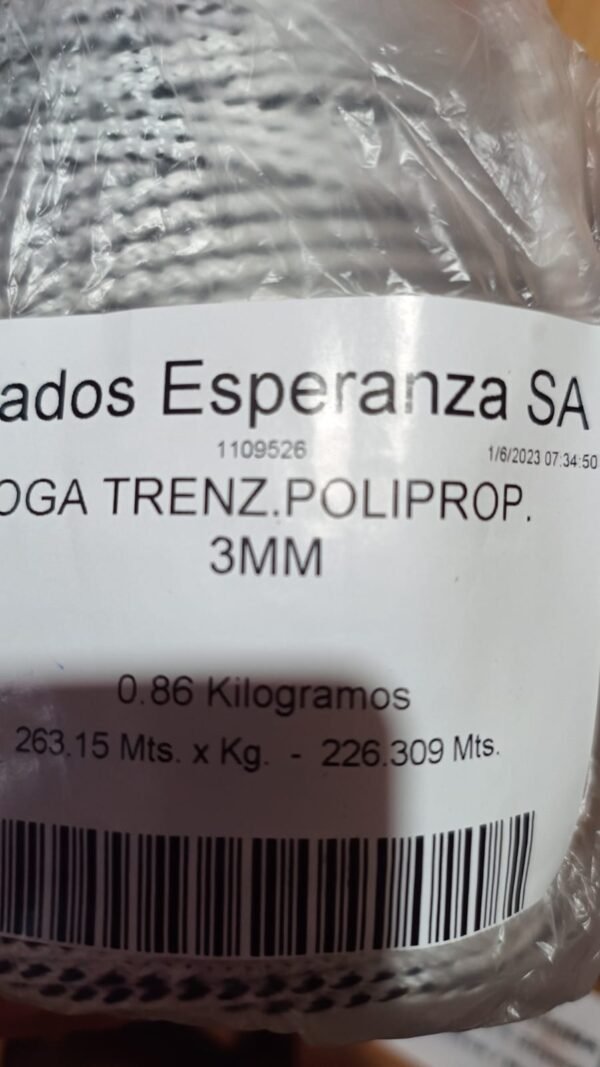 ados Esperanza SA
1109526
1/6/2023 07:34:50
OGA TRENZ.POLIPROP.
3MM
0.86 Kilogramos
263.15 Mts. x Kg. - 226.309 Mts.